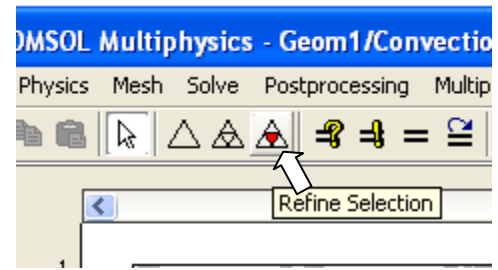 OMSOL Multiphysics - Geom1/Convectio
Physics Mesh Solve Postprocessing Multip
Refine Selection
1